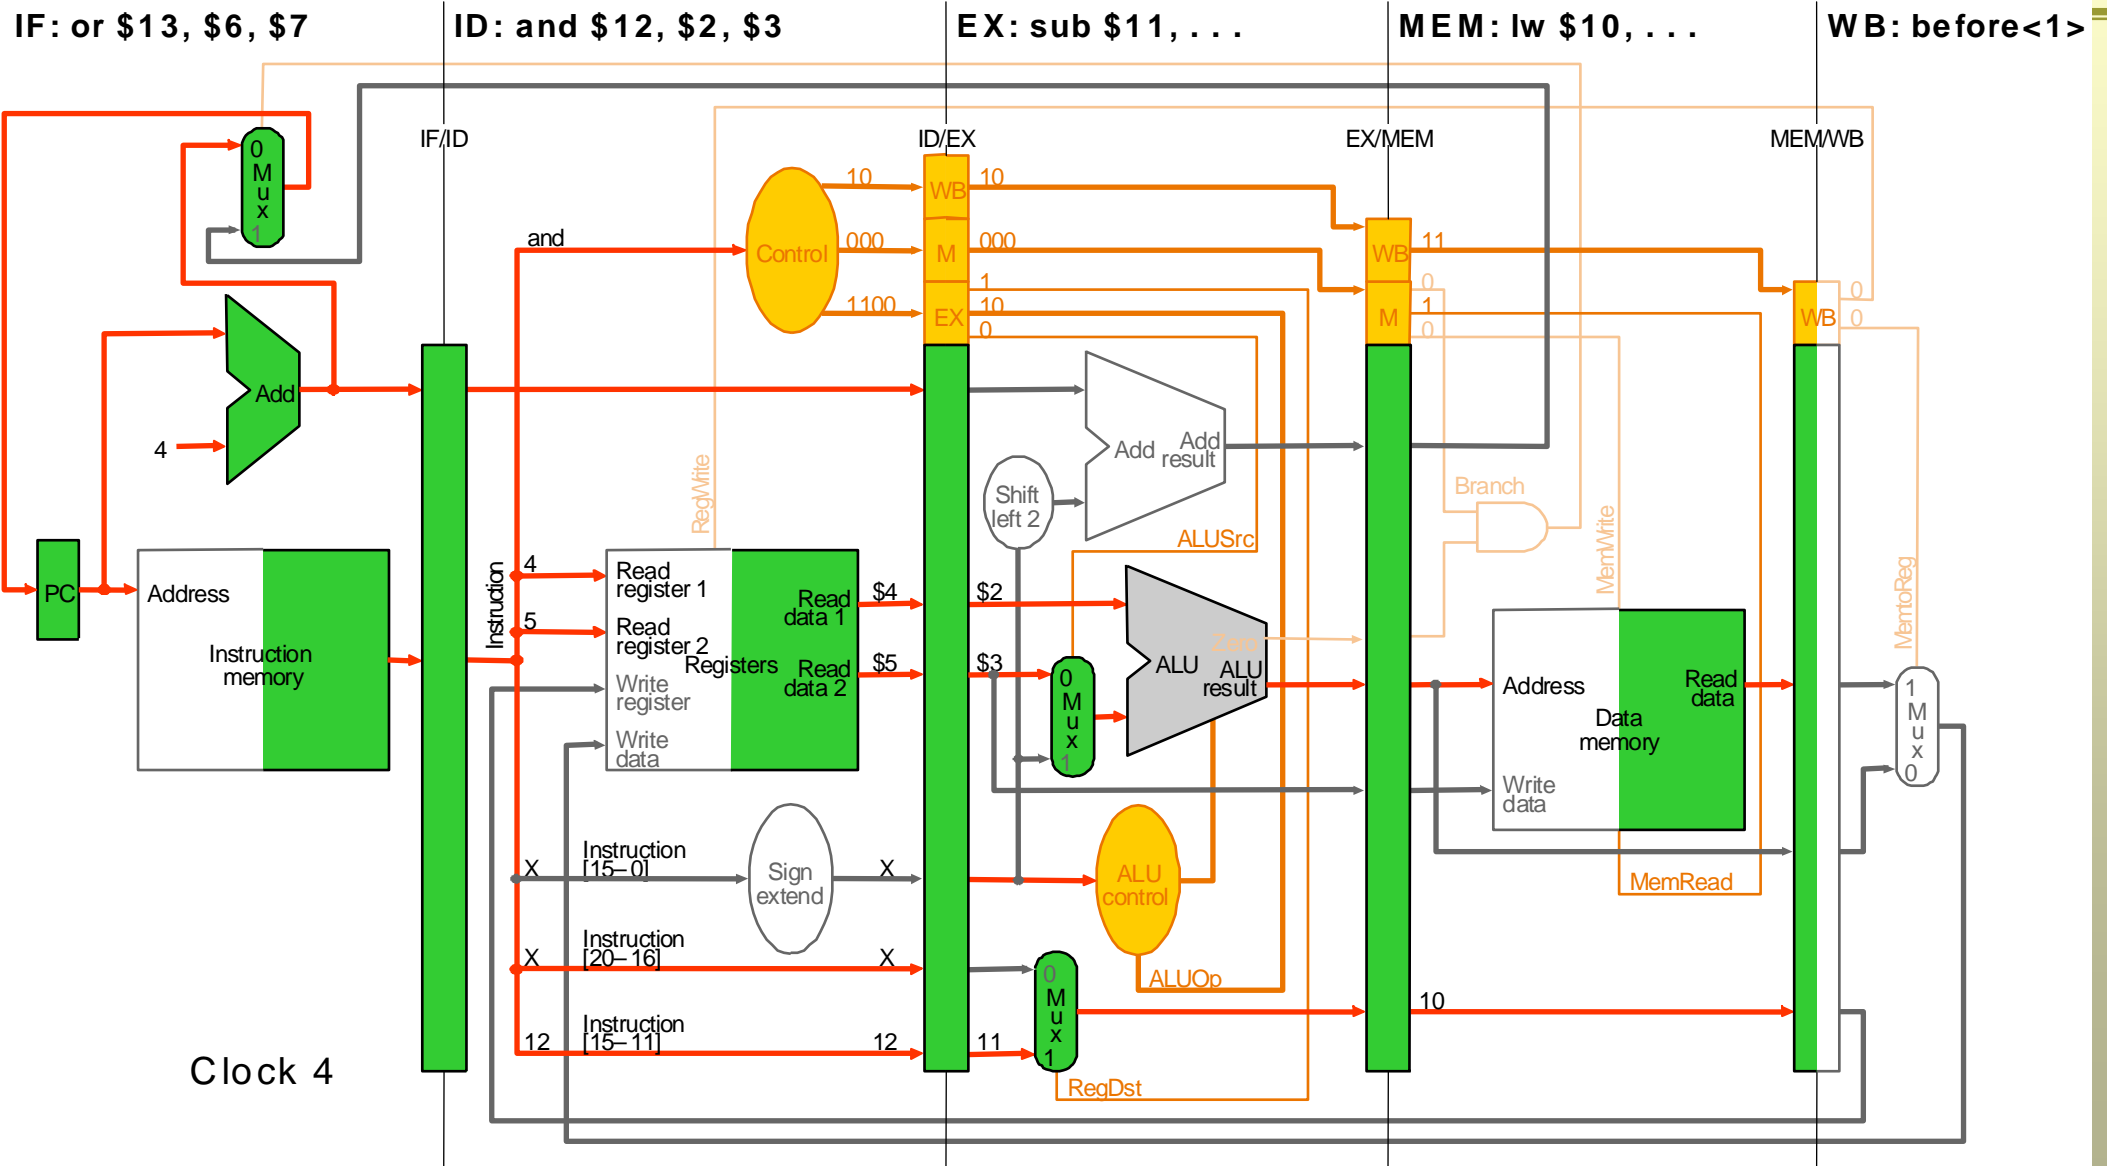 IF: or $13, $6, $7
ID: and $12, $2, $3
EX: sub $11, . . .
MEM: lw $10, . . .
WB: before<1>
IF/ID
ID/EX
EX/MEM
MEM/WB
0
M
u
x
1
Add
4
PC
Address
Instruction
memory
Clock 4
Instruction
and
Control
10
000
1100
WB
M
EX
10
000
1
10
0
RegWrite
4
5
Read
register 1
Read
register 2
Registers
Write
register
Write
data
Read
data 1
Read
data 2
$4
$5
X
Instruction
[15–0]
Sign
extend
X
X
Instruction
[20–16]
X
12
Instruction
[15–11]
12
$2
$3
11
Shift
left 2
Add
Add
result
ALUSrc
0
M
u
x
1
ALU
Zero
ALU
result
ALU
control
ALUOp
0
M
u
x
1
RegDst
WB
M
11
0
1
0
Branch
MemWrite
Address
Read
data
Data
memory
Write
data
MemRead
10
WB
0
0
MemtoReg
1
M
u
x
0